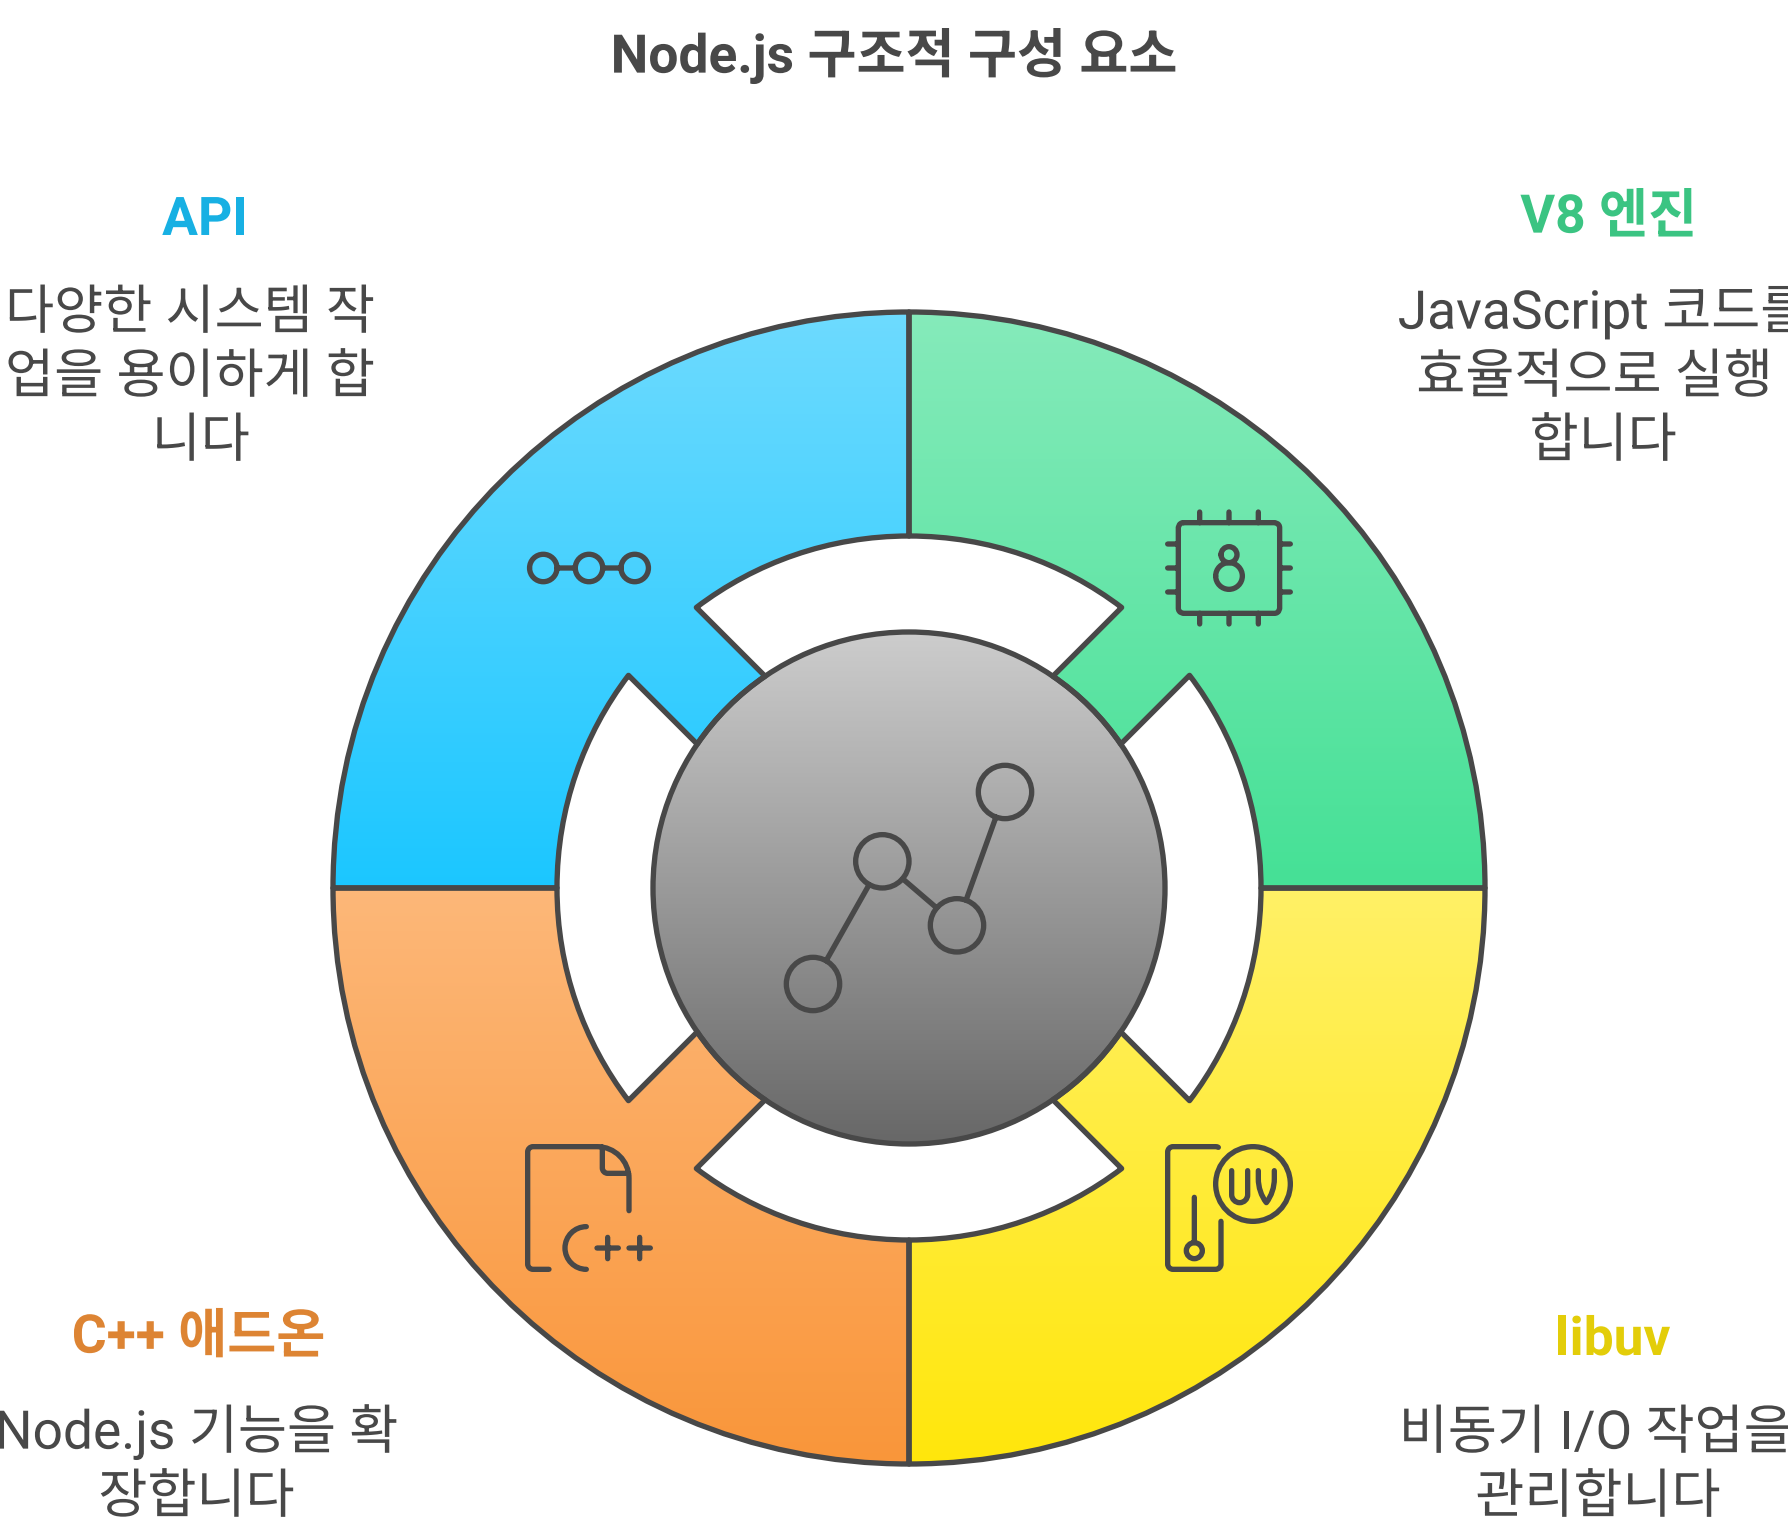 Node.js 구조적 구성 요소
API
다양한 시스템 작
업을 용이하게 합
니다
V8 엔진
JavaScript 코드를
효율적으로 실행
합니다
8
C++
UV
C++ 애드온
Node.js 기능을 확
장합니다
libuv
비동기 I/O 작업을
관리합니다